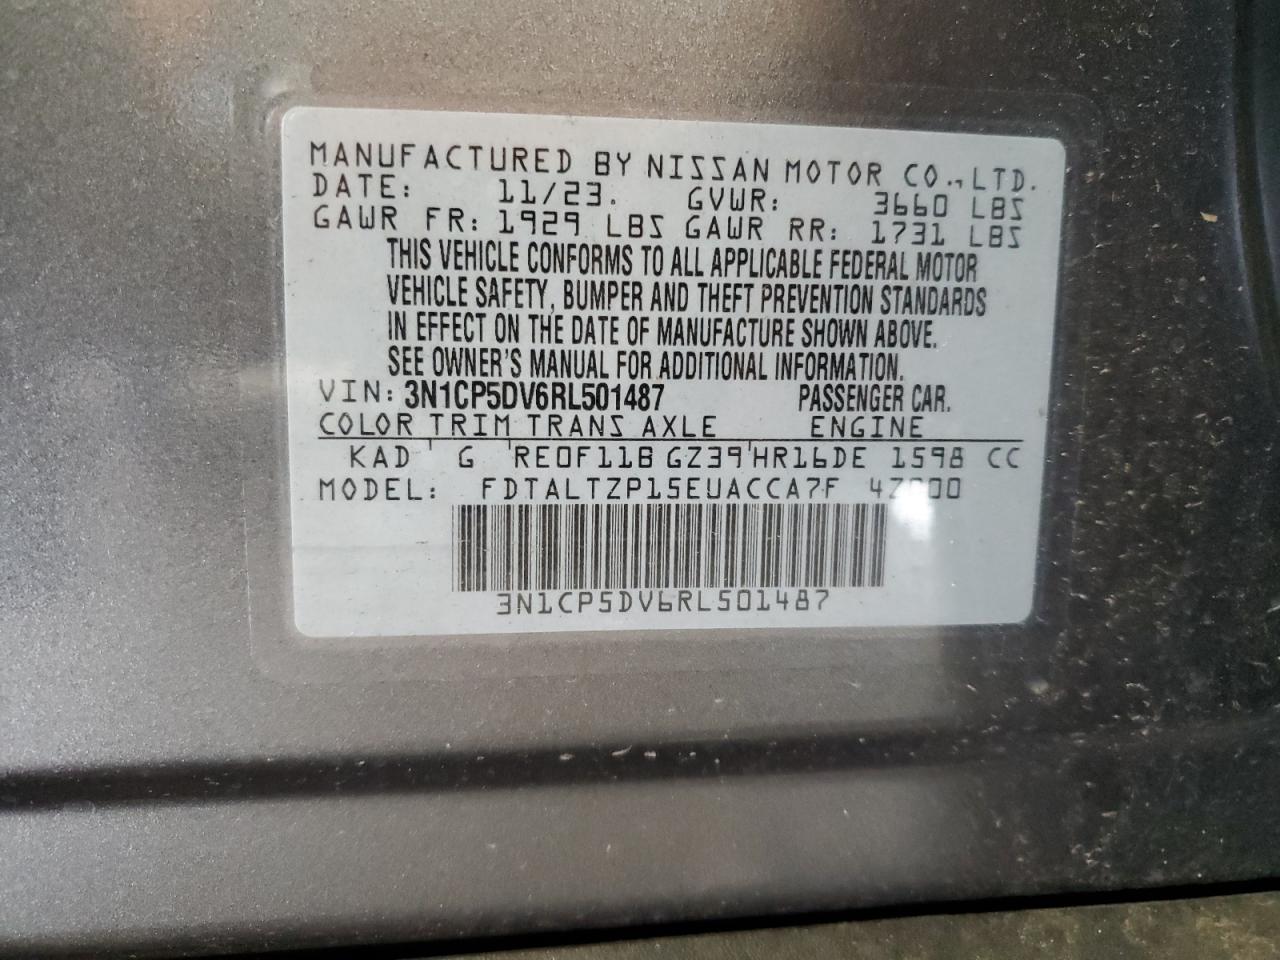 MANUFACTURED BY NISSAN MOTOR CO., LTD.
DATE: 11/23. GVWR: 3660 LBS
GAWR FR: 1929 LBS GAWR RR: 1731 LBS
THIS VEHICLE CONFORMS TO ALL APPLICABLE FEDERAL MOTOR
VEHICLE SAFETY, BUMPER AND THEFT PREVENTION STANDARDS
IN EFFECT ON THE DATE OF MANUFACTURE SHOWN ABOVE.
SEE OWNER'S MANUAL FOR ADDITIONAL INFORMATION.
VIN: 3N1CP5DV6RL501487 PASSENGER CAR.
COLOR TRIM TRANS AXLE ENGINE
KAD G RE0F11B GZ39 HR16DE 1598 CC
MODEL: FDTALTZP15EUACCA7F
3N1CP5DV6RL501487